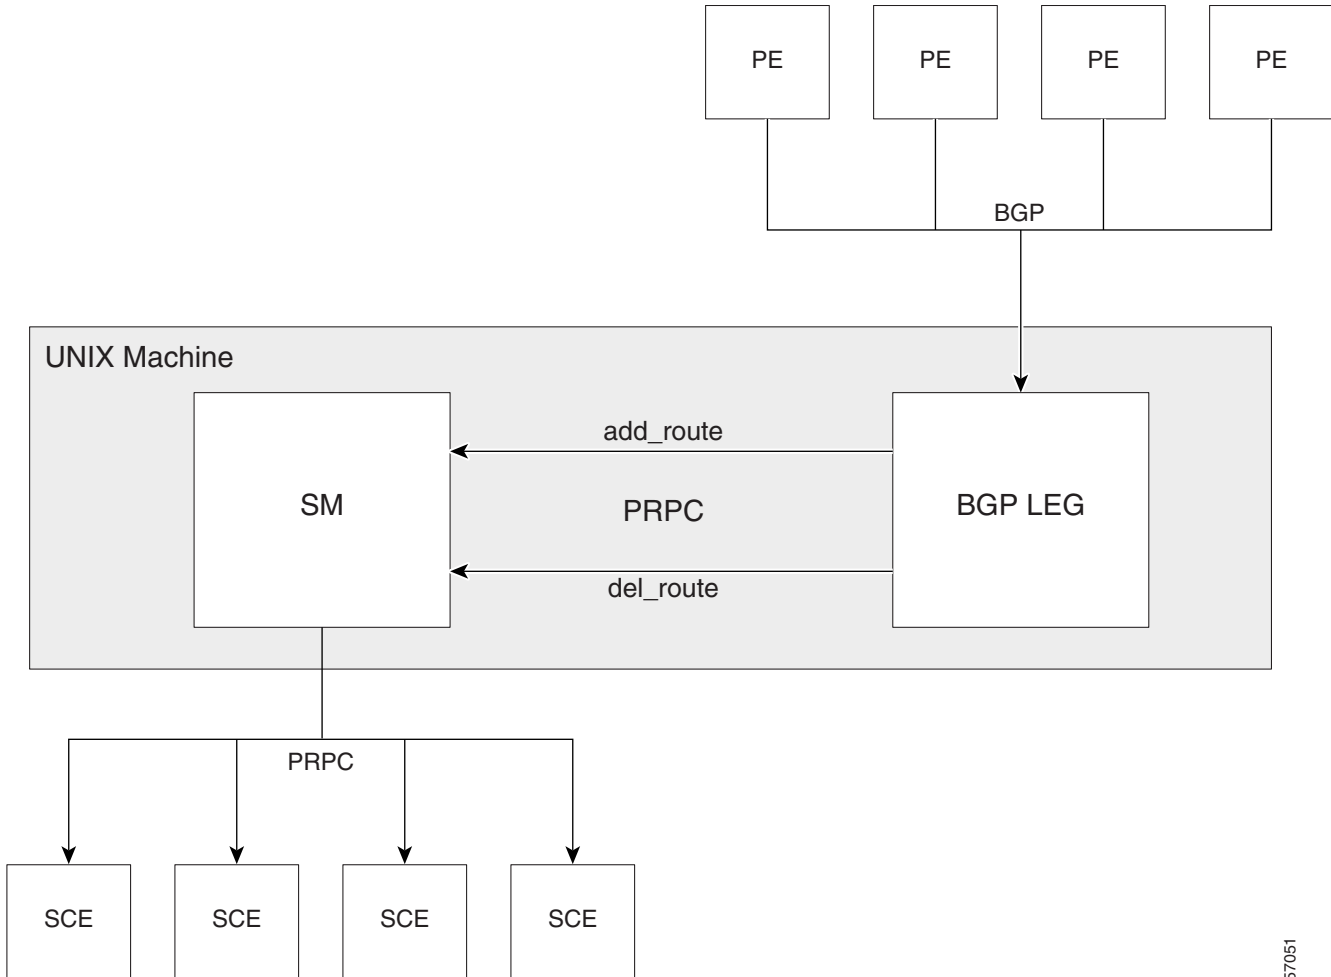 PE PE PE PE
BGP
UNIX Machine
add_route
SM PRPC BGP LEG
del_route
PRPC
SCE SCE SCE SCE